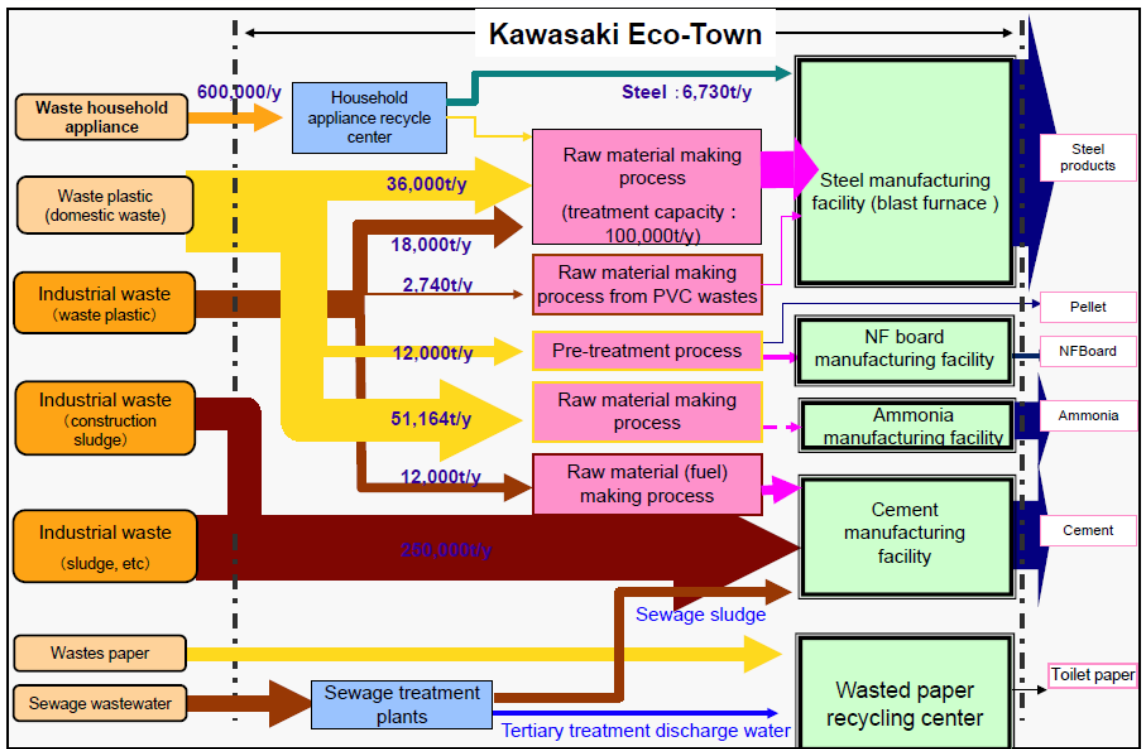 Kawasaki Eco-Town
600,000/y
Waste household
appliance
Household
appliance recycle
center
Steel : 6,730t/y
Steel manufacturing
facility (blast furnace )
Steel
products
Waste plastic
(domestic waste)
36,000t/y
Raw material making
process
(treatment capacity :
100,000t/y)
18,000t/y
Industrial waste
(waste plastic)
2,740t/y
Raw material making
process from PVC wastes
Pellet
12,000t/y
Pre-treatment process
NF board
manufacturing facility
NFBoard
Industrial waste
(construction
sludge)
51,164t/y
Raw material making
process
Ammonia
manufacturing facility
Ammonia
12,000t/y
Raw material (fuel)
making process
Industrial waste
(sludge, etc)
250,000t/y
Cement
manufacturing
facility
Cement
Sewage sludge
Wastes paper
Sewage wastewater
Sewage treatment
plants
Tertiary treatment discharge water
Wasted paper
recycling center
Toilet paper